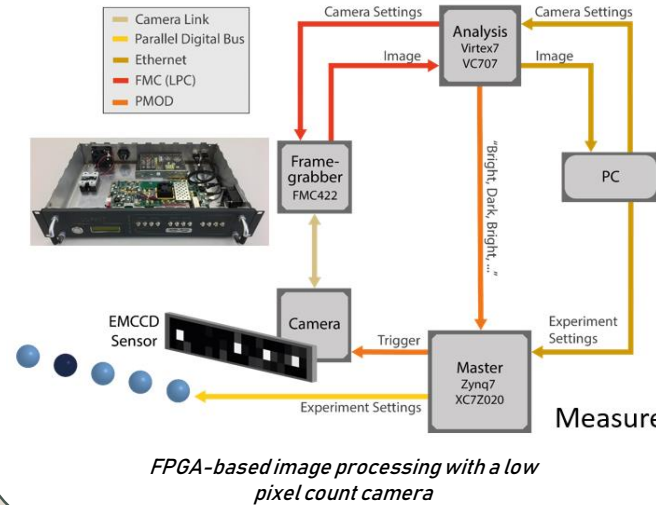 Camera Link
Parallel Digital Bus
Ethernet
FMC (LPC)
PMOD
Camera Settings
Image
Analysis
Virtex7
VC707
Camera Settings
Image
Frame-
grabber
FMC422
PC
"Bright, Dark, Bright, ..."
EMCCD
Sensor
Camera
Trigger
Master
Zynq7
XC7Z020
Experiment
Settings
Experiment Settings
Measure
FPGA-based image processing with a low
pixel count camera